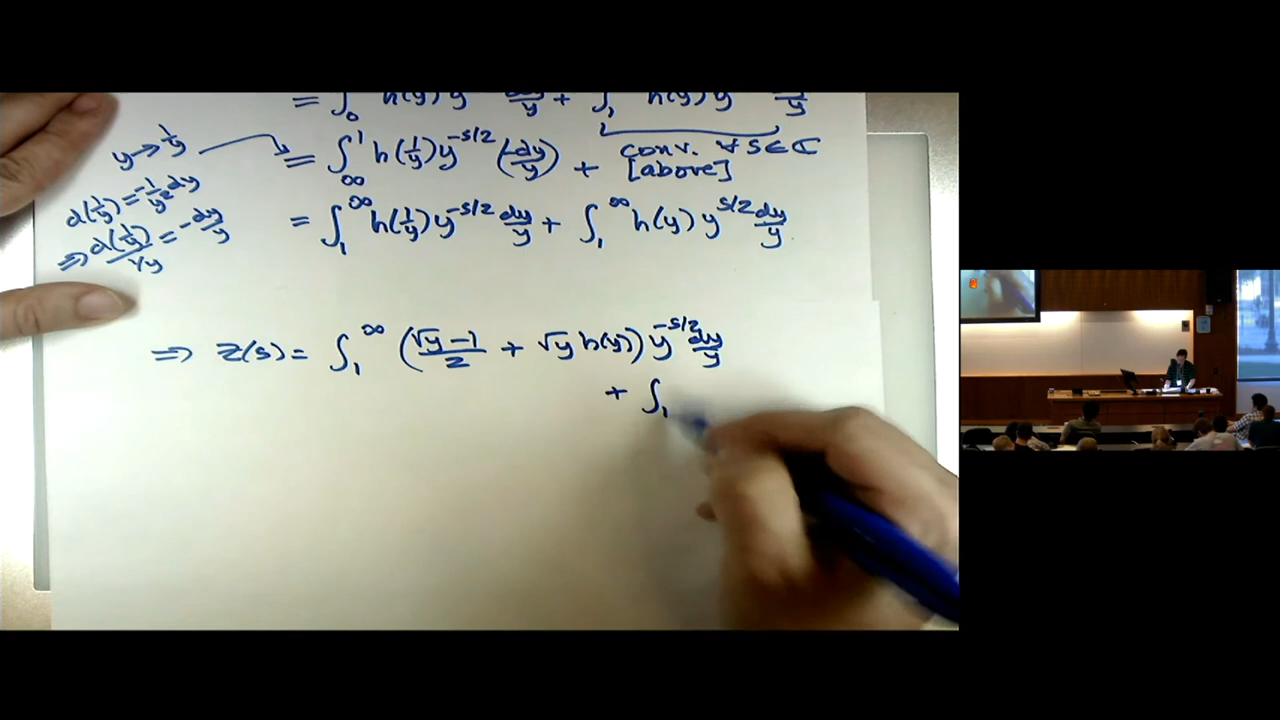 = ∫₀ h(y) y dy/y + ∫₁ h(y) y dy/y
y → 1/y = ∫_∞^1 h(1/y) y^{-s/2} (-dy/y) + conv. ∀ s ∈ ℂ
[above]
d(1/y) = -1/y² dy
⇒ d(1/y)/1/y = -dy/y
= ∫₁^∞ h(1/y) y^{-s/2} dy/y + ∫₁^∞ h(y) y^{s/2} dy/y
⇒ Z(s) = ∫₁^∞ (√y - 1/2 + √y h(y)) y^{-s/2} dy/y
+ ∫₁